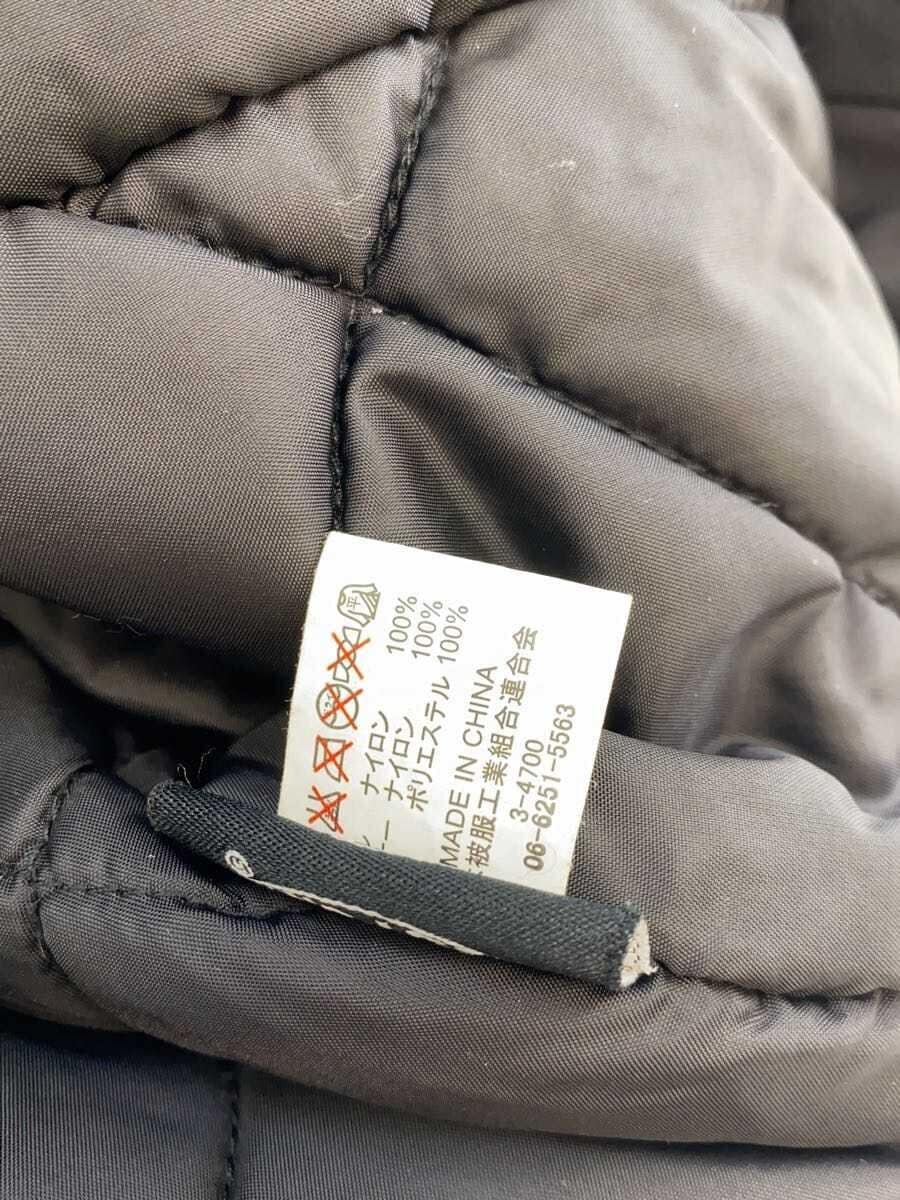 平
ナイロン 100%
ナイロン 100%
ポリエステル 100%
MADE IN CHINA
被服工業組合連合会
3-4700
06-6251-5563